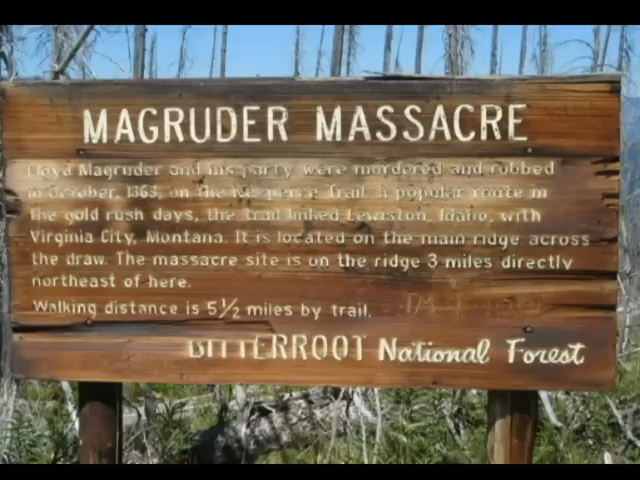 MAGRUDER MASSACRE
Lloyd Magruder and his party were murdered and robbed
in October, 1863, on the Nezperce Trail. A popular route in
the gold rush days, the trail linked Lewiston, Idaho, with
Virginia City, Montana. It is located on the main ridge across
the draw. The massacre site is on the ridge 3 miles directly
northeast of here.
Walking distance is 5½ miles by trail.
BITTERROOT National Forest